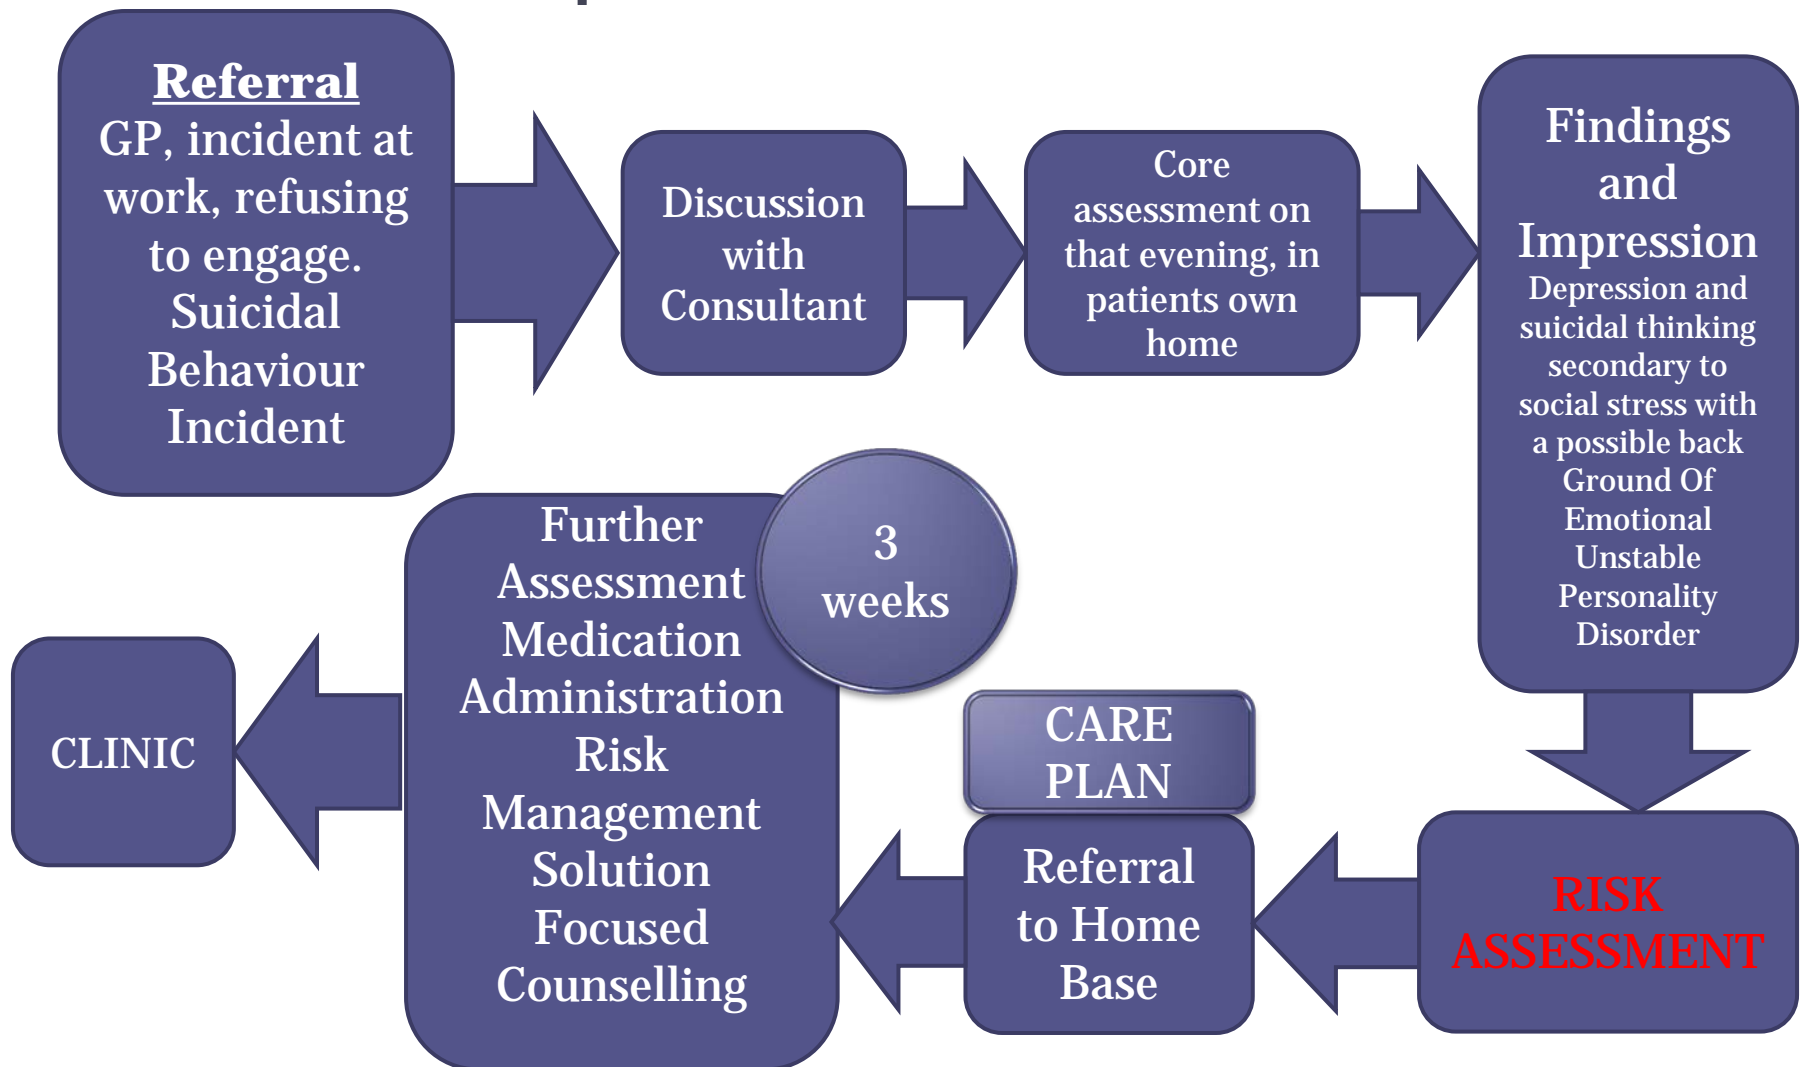 Referral
GP, incident at
work, refusing
to engage.
Suicidal
Behaviour
Incident
Discussion
with
Consultant
Core
assessment on
that evening, in
patients own
home
Findings
and
Impression
Depression and
suicidal thinking
secondary to
social stress with
a possible back
Ground Of
Emotional
Unstable
Personality
Disorder
RISK
ASSESSMENT
CARE
PLAN
Referral
to Home
Base
3
weeks
Further
Assessment
Medication
Administration
Risk
Management
Solution
Focused
Counselling
CLINIC